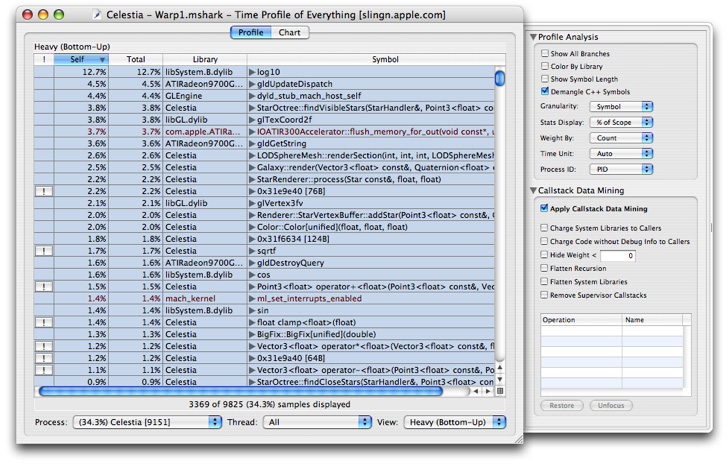 Celestia - Warp1.mshark - Time Profile of Everything [slingn.apple.com]
Profile Chart
Heavy (Bottom-Up)
! Self Total Library Symbol
12.7% 12.7% libSystem.B.dylib log10
4.5% 4.5% ATIRadeon9700G... gldUpdateDispatch
4.4% 4.4% GLEngine dyld_stub_mach_host_self
3.8% 3.8% Celestia StarOctree::findVisibleStars(StarHandler&, Point3<float> co
3.8% 3.8% libGL.dylib glTexCoord2f
3.7% 3.7% com.apple.ATIRA... IOATIR300Accelerator::flush_memory_for_out(void const*, u
3.6% 3.6% ATIRadeon9700G... gldGetString
2.6% 2.6% Celestia LODSphereMesh::renderSection(int, int, int, LODSphereMes
2.5% 2.5% Celestia Galaxy::render(Vector3<float> const&, Quaternion<float> c
2.2% 2.2% Celestia StarRenderer::process(Star const&, float, float)
! 2.2% 2.2% Celestia 0x31e9e40 [76B]
2.1% 2.1% libGL.dylib glVertex3fv
2.0% 2.0% Celestia Renderer::StarVertexBuffer::addStar(Point3<float> const&,
2.0% 2.0% Celestia Color::Color[unified](float, float, float)
1.8% 1.8% Celestia 0x31f6634 [124B]
! 1.7% 1.7% Celestia sqrtf
1.6% 1.6% ATIRadeon9700G... gldDestroyQuery
1.6% 1.6% libSystem.B.dylib cos
! 1.5% 1.5% Celestia Point3<float> operator+<float>(Point3<float> const&, Vec
1.4% 1.4% mach_kernel ml_set_interrupts_enabled
1.4% 1.4% libSystem.B.dylib sin
! 1.4% 1.4% Celestia float clamp<float>(float)
1.3% 1.3% Celestia BigFix::BigFix[unified](double)
! 1.2% 1.2% Celestia Vector3<float> operator*<float>(Vector3<float> const&, f
! 1.2% 1.2% Celestia 0x31e9e30 [64B]
! 1.1% 1.1% Celestia Vector3<float> operator-<float>(Point3<float> const&, Po
0.9% 0.9% Celestia StarOctree::findCloseStars(StarHandler&, Point3<float> cons
3369 of 9825 (34.3%) samples displayed
Process: (34.3%) Celestia [9151] Thread: All View: Heavy (Bottom-Up)
Profile Analysis
Show All Branches
Color By Library
Show Symbol Length
Demangle C++ Symbols
Granularity: Symbol
Stats Display: % of Scope
Weight By: Count
Time Unit: Auto
Process ID: PID
Callstack Data Mining
Apply Callstack Data Mining
Charge System Libraries to Callers
Charge Code without Debug Info to Callers
Hide Weight < 0
Flatten Recursion
Flatten System Libraries
Remove Supervisor Callstacks
Operation Name
Restore Unfocus